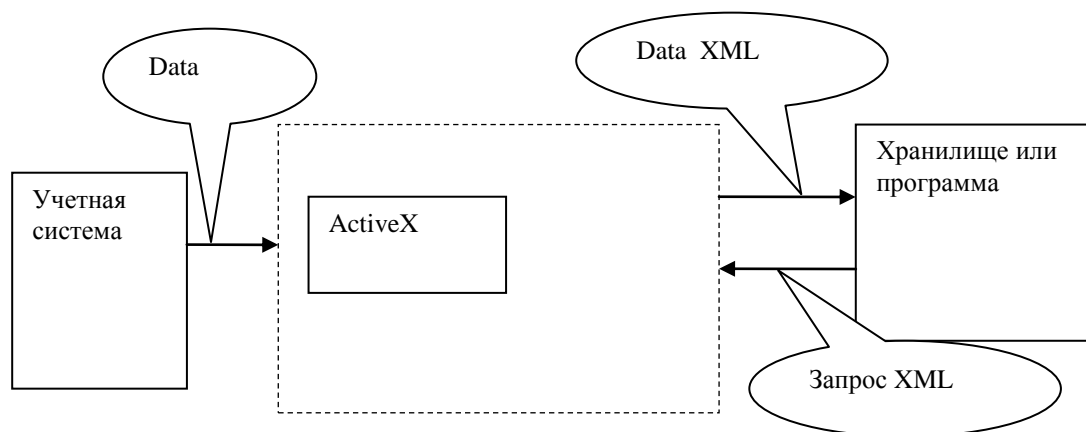 Data
Data XML
Учетная
система
ActiveX
Хранилище или
программа
Запрос XML